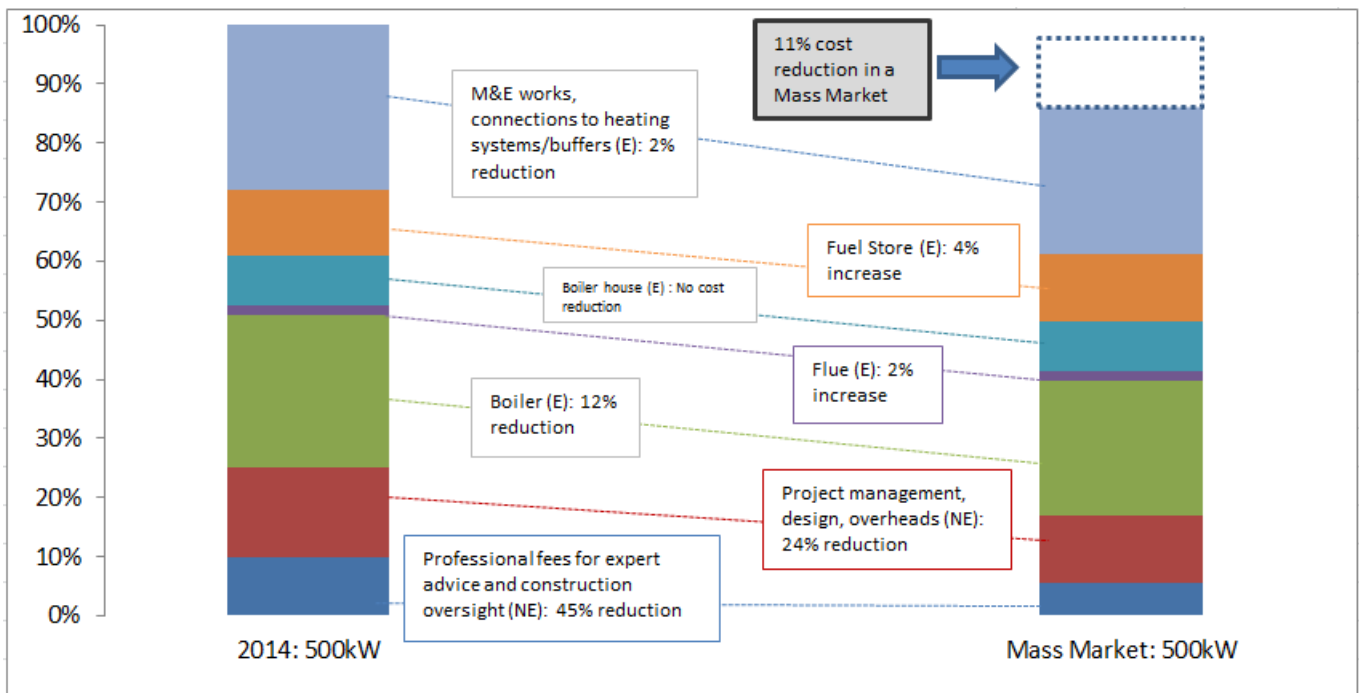 100%
90%
80%
70%
60%
50%
40%
30%
20%
10%
0%
M&E works,
connections to heating
systems/buffers (E): 2%
reduction
11% cost
reduction in a
Mass Market
Fuel Store (E): 4%
increase
Boiler house (E) : No cost
reduction
Flue (E): 2%
increase
Boiler (E): 12%
reduction
Project management,
design, overheads (NE):
24% reduction
Professional fees for expert
advice and construction
oversight (NE): 45% reduction
2014: 500kW
Mass Market: 500kW